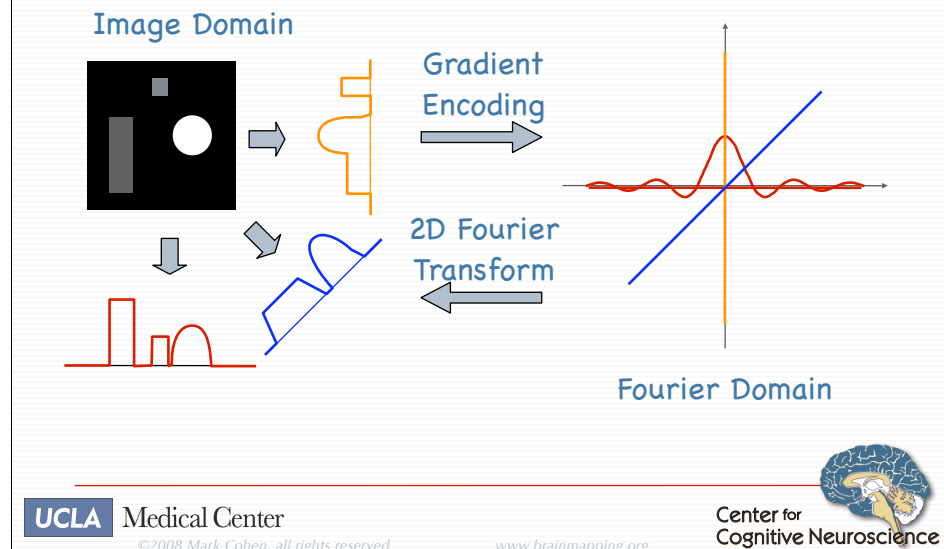 Image Domain
Gradient
Encoding
2D Fourier
Transform
Fourier Domain
UCLA Medical Center
Center for
Cognitive Neuroscience
©2008 Mark Cohen, all rights reserved
www.brainmapping.org